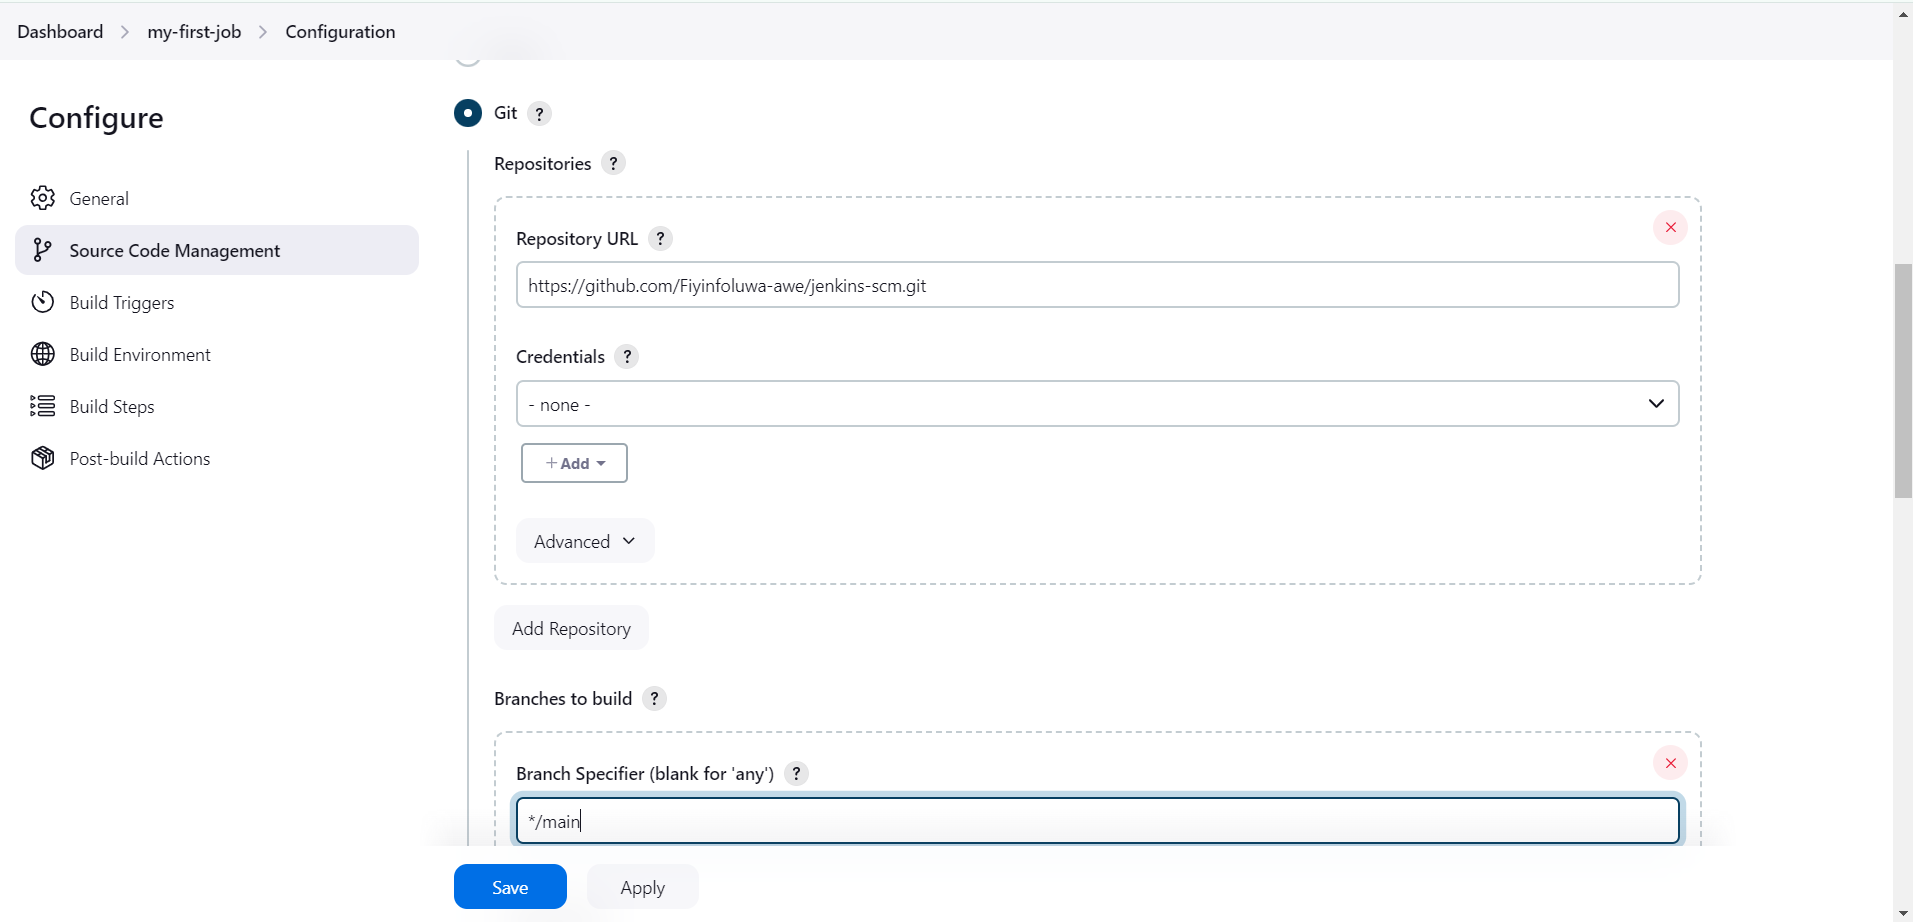 Dashboard > my-first-job > Configuration
Configure
General
Source Code Management
Build Triggers
Build Environment
Build Steps
Post-build Actions
Git ?
Repositories ?
Repository URL ?
https://github.com/Fiyinfoluwa-awe/jenkins-scm.git
Credentials ?
- none -
+ Add
Advanced
Add Repository
Branches to build ?
Branch Specifier (blank for 'any') ?
*/main
Save Apply